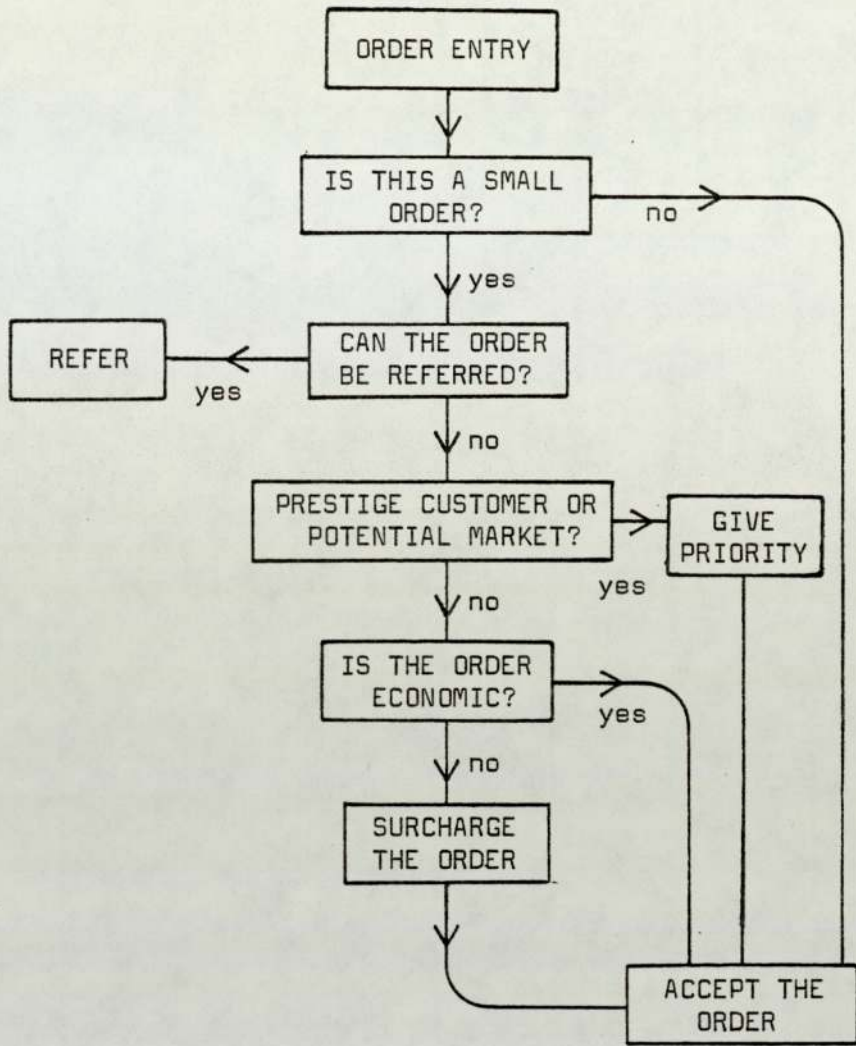 ORDER ENTRY
IS THIS A SMALL
ORDER?
no
yes
CAN THE ORDER
BE REFERRED?
REFER
yes
no
PRESTIGE CUSTOMER OR
POTENTIAL MARKET?
GIVE
PRIORITY
yes
no
IS THE ORDER
ECONOMIC?
yes
no
SURCHARGE
THE ORDER
ACCEPT THE
ORDER